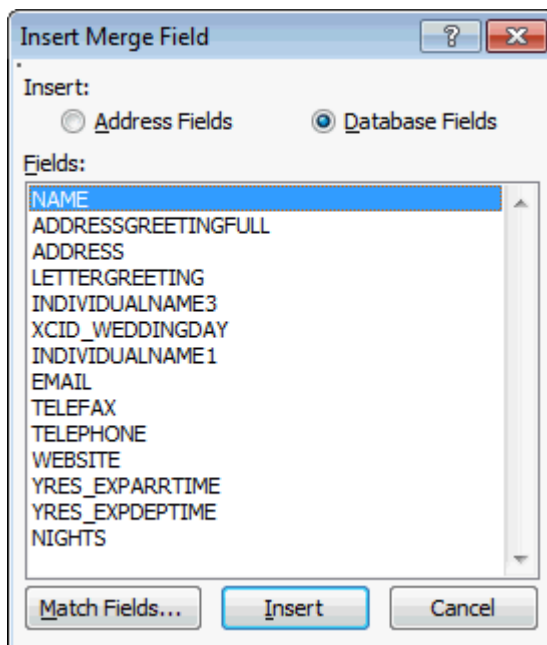 Insert Merge Field
Insert:
Address Fields Database Fields
Fields:
NAME
ADDRESSGREETINGFULL
ADDRESS
LETTERGREETING
INDIVIDUALNAME3
XCID_WEDDINGDAY
INDIVIDUALNAME1
EMAIL
TELEFAX
TELEPHONE
WEBSITE
YRES_EXPARRTIME
YRES_EXPDEPTIME
NIGHTS
Match Fields... Insert Cancel